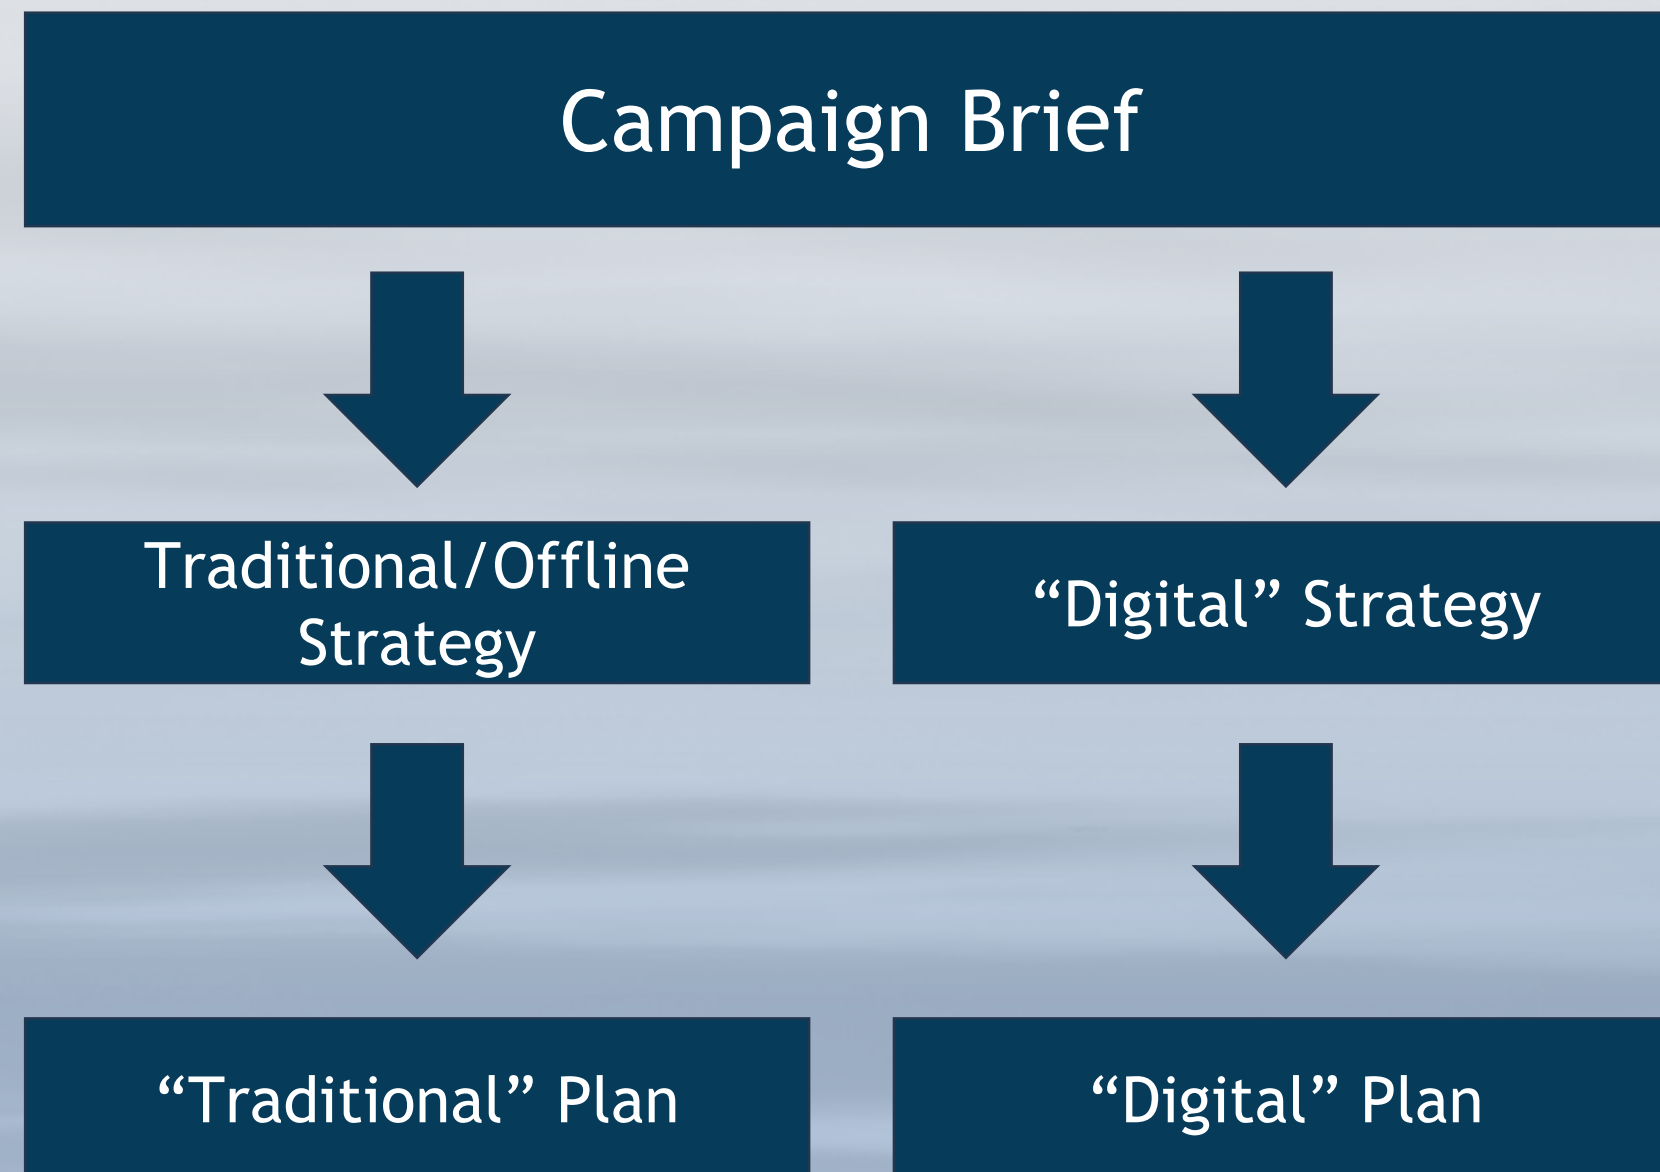 Campaign Brief
Traditional/Offline
Strategy
“Digital” Strategy
“Traditional” Plan
“Digital” Plan